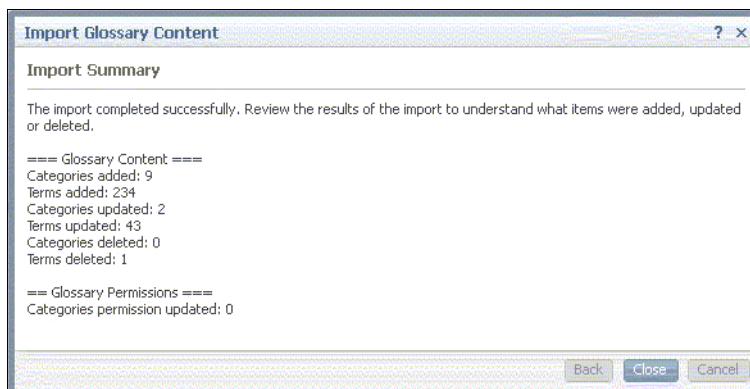 Import Glossary Content ? ×
Import Summary
The import completed successfully. Review the results of the import to understand what items were added, updated
or deleted.
=== Glossary Content ===
Categories added: 9
Terms added: 234
Categories updated: 2
Terms updated: 43
Categories deleted: 0
Terms deleted: 1
== Glossary Permissions ===
Categories permission updated: 0
Back Close Cancel